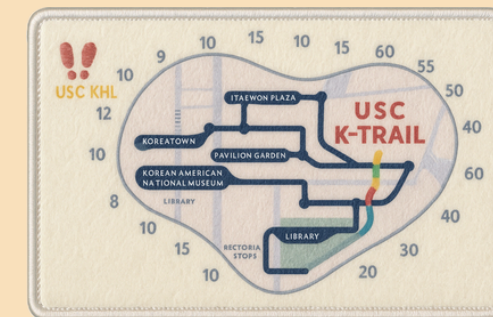 USC KHL
10
9
10
15
10
15
60
55
50
40
60
40
30
20
10
15
10
8
10
12
USC
K-TRAIL
ITAEWON PLAZA
KOREATOWN
PAVILION GARDEN
KOREAN AMERICAN
NATIONAL MUSEUM
LIBRARY
LIBRARY
RECTORIA
STOPS